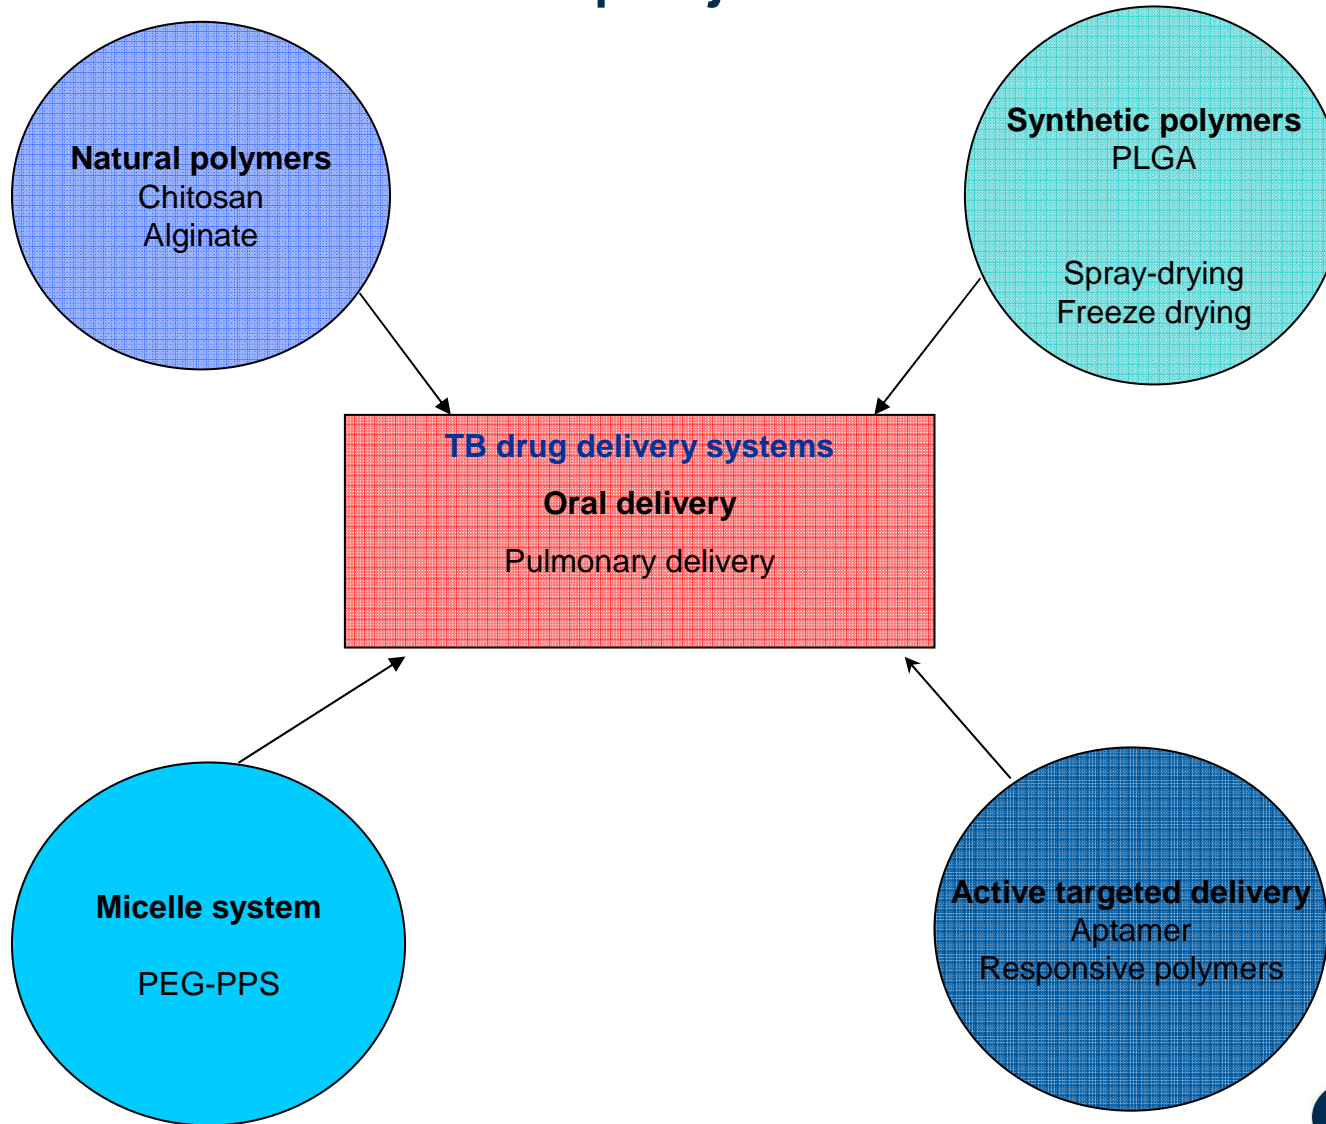 Natural polymers
Chitosan
Alginate
Synthetic polymers
PLGA
Spray-drying
Freeze drying
TB drug delivery systems
Oral delivery
Pulmonary delivery
Micelle system
PEG-PPS
Active targeted delivery
Aptamer
Responsive polymers